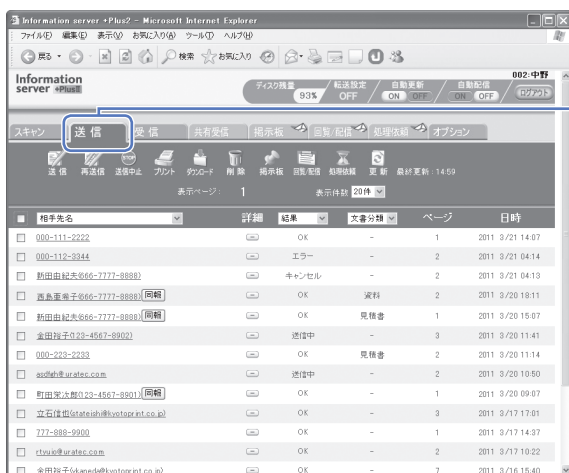 Information server +Plus2 - Microsoft Internet Explorer
ファイル(F) 編集(E) 表示(V) お気に入り(A) ツール(T) ヘルプ(H)
戻る 検索 お気に入り
Information server +PlusⅡ
002:中野
ディスク残量 93% 転送設定 OFF 自動更新 ON OFF 自動配信 ON OFF ログアウト
スキャン 送信 受信 共有受信 掲示板 回覧/配信 処理依頼 オプション
送信 再送信 送信中止 プリント ダウンロード 削除 掲示板 回覧/配信 処理依頼 更新 最終更新:14:59
表示ページ: 1 表示件数 20件
相手先名 詳細 結果 文書分類 ページ 日時
000-111-2222 OK - 1 2011 3/21 14:07
000-112-3344 エラー - 2 2011 3/21 04:14
新田由紀夫(666-7777-8888) キャンセル - 2 2011 3/21 04:13
西島亜希子(666-7777-8888) 同報 OK 資料 2 2011 3/20 18:11
新田由紀夫(666-7777-8888) 同報 OK 見積書 1 2011 3/20 15:07
金田裕子(123-4567-8902) 送信中 - 3 2011 3/20 11:41
000-223-2233 OK 見積書 2 2011 3/20 11:14
asdfah@uratec.com 送信中 - 2 2011 3/20 10:50
町田栄次郎(123-4567-8901) 同報 OK - 1 2011 3/20 09:07
立石信也(stateishi@kyotoprint.co.jp) OK - 3 2011 3/17 17:01
777-888-9900 OK - 1 2011 3/17 14:37
rtyuio@uratec.com OK - 2 2011 3/17 10:22
金田裕子(ykaneda@kyotoprint.co.jp) OK - 7 2011 3/16 15:40